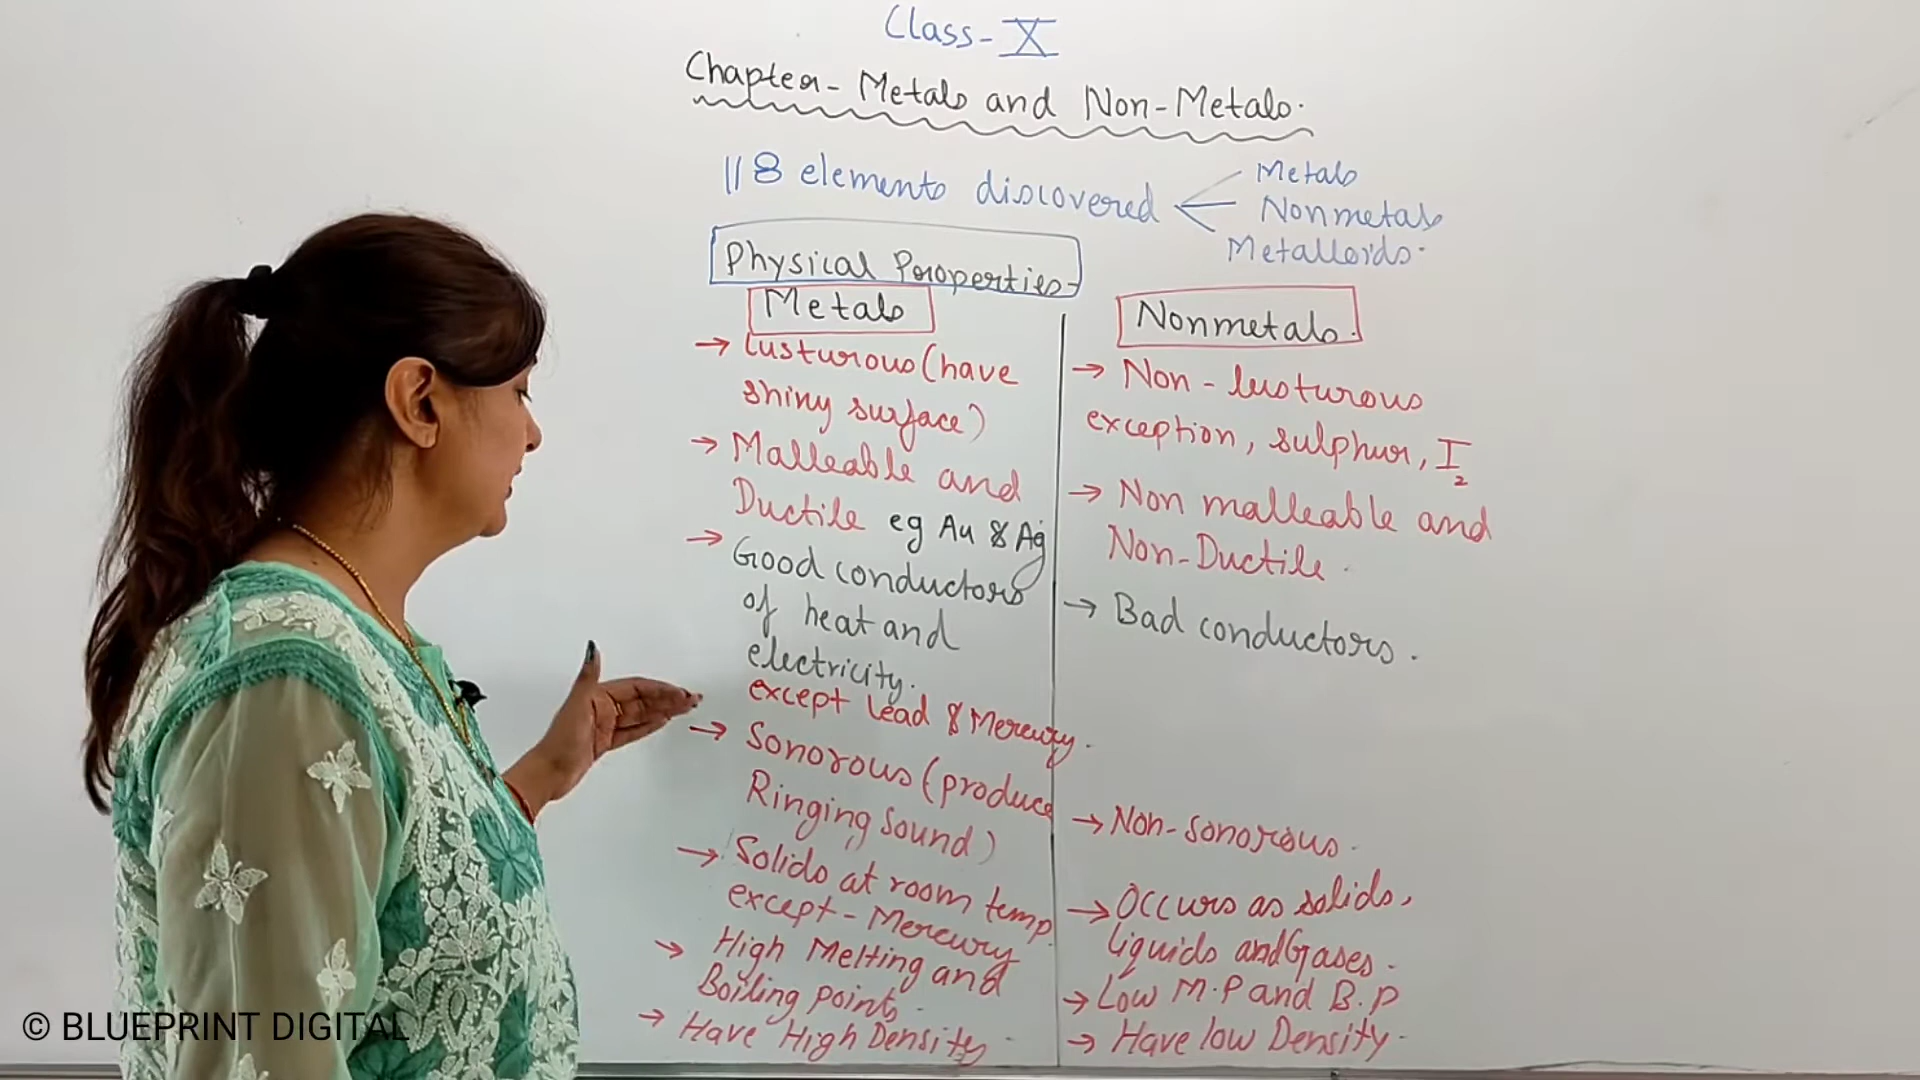 Class-X
Chapter- Metals and Non-Metals.
118 elements discovered
Metals
Nonmetals
Metalloids.
Physical Properties-
Metals
→ Lusturous (have
shiny surface)
→ Malleable and
Ductile eg Au & Ag
→ Good conductors
of heat and
electricity.
except Lead & Mercury.
→ Sonorous (produce
Ringing Sound)
→ Solids at room temp.
except - Mercury
→ High Melting and
Boiling points.
→ Have High Density.
Nonmetals.
→ Non-lusturous
exception, sulphur, I₂
→ Non malleable and
Non-Ductile.
→ Bad conductors.
→ Non-sonorous.
→ Occurs as solids,
liquids and Gases.
→ Low M.P and B.P
→ Have low Density.
© BLUEPRINT DIGITAL